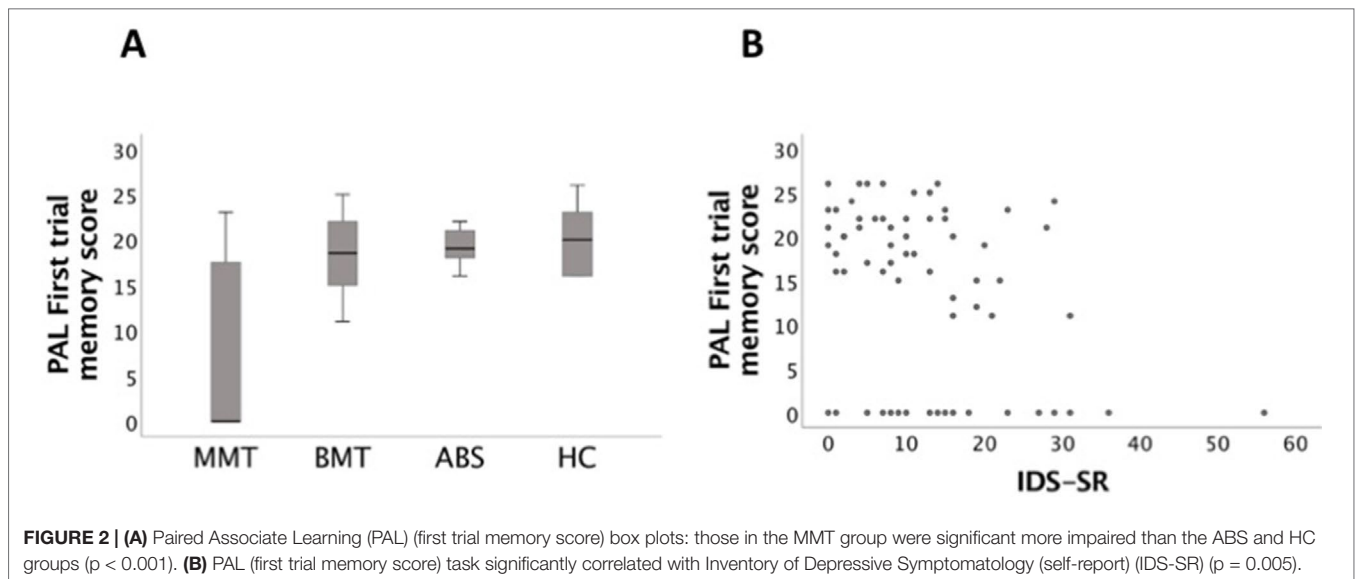 A
B
PAL First trial
memory score
30
25
20
15
10
5
0
MMT BMT ABS HC
PAL First trial
memory score
30
25
20
15
10
5
0
0 10 20 30 40 50 60
IDS–SR
FIGURE 2 | (A) Paired Associate Learning (PAL) (first trial memory score) box plots: those in the MMT group were significant more impaired than the ABS and HC
groups (p < 0.001). (B) PAL (first trial memory score) task significantly correlated with Inventory of Depressive Symptomatology (self-report) (IDS-SR) (p = 0.005).